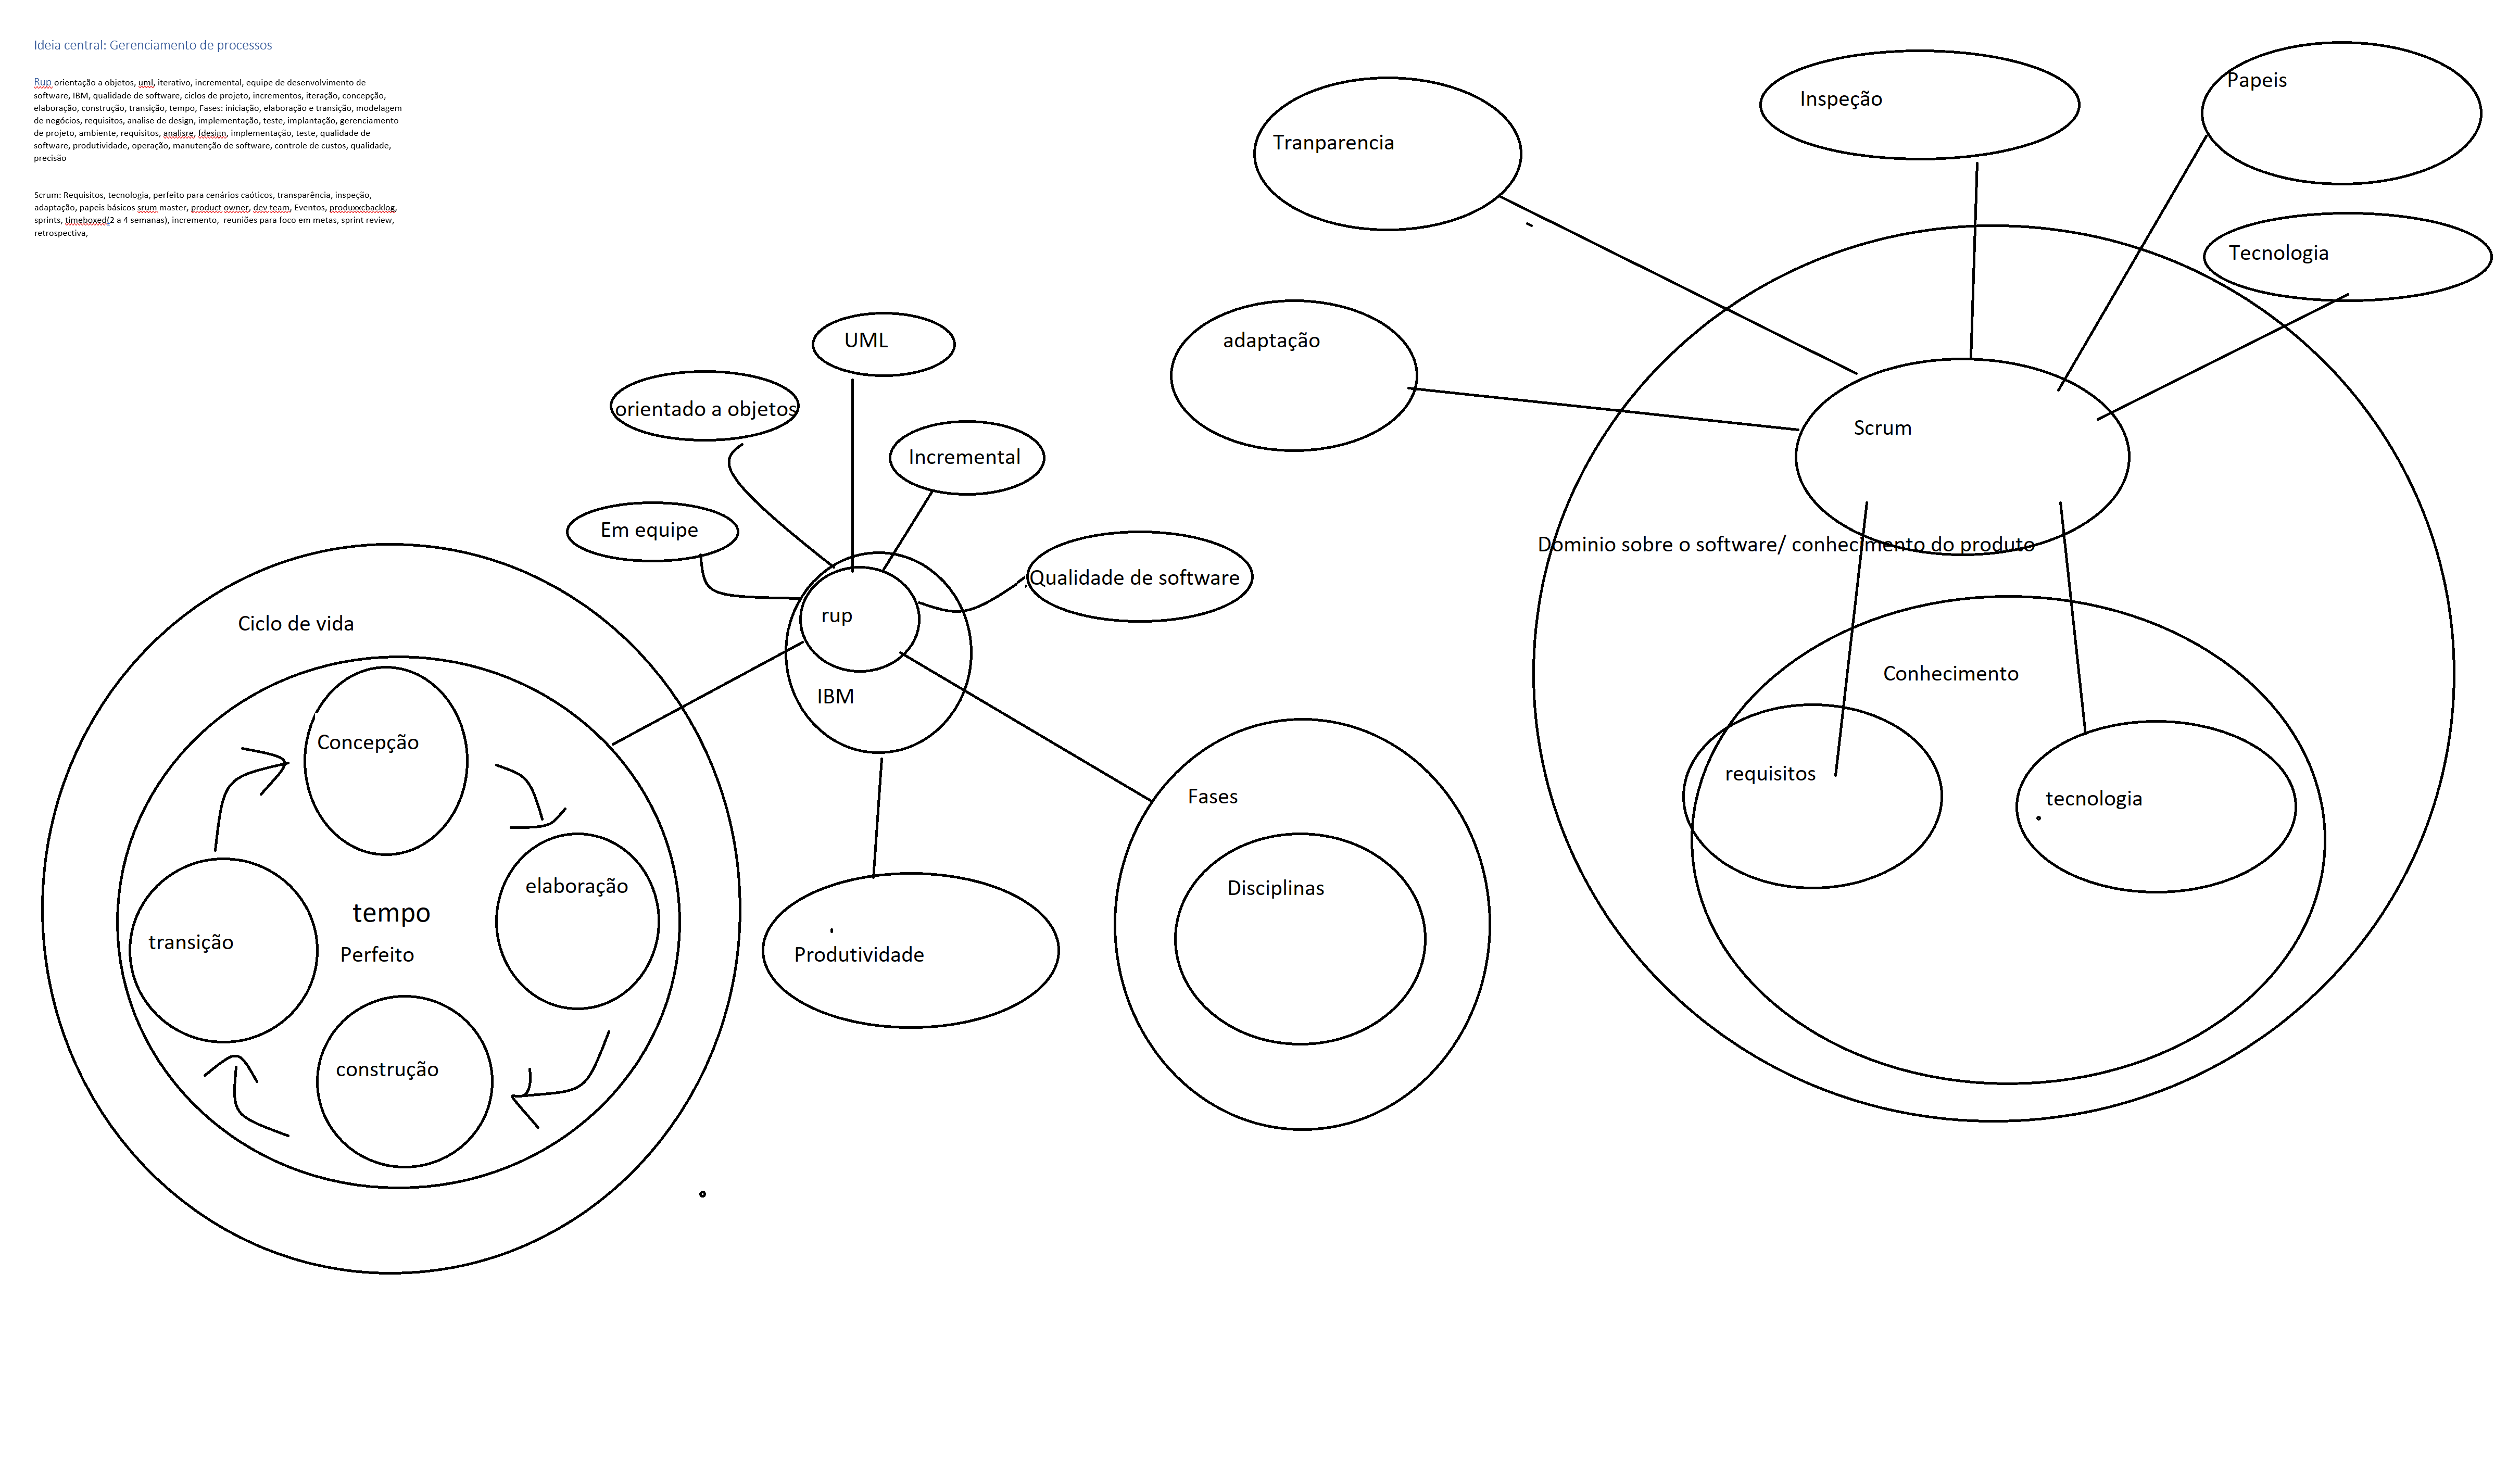 Ideia central: Gerenciamento de processos
Rup orientação a objetos, uml, iterativo, incremental, equipe de desenvolvimento de
software, IBM, qualidade de software, ciclos de projeto, incrementos, iteração, concepção,
elaboração, construção, transição, tempo, Fases: iniciação, elaboração e transição, modelagem
de negócios, requisitos, analise de design, implementação, teste, implantação, gerenciamento
de projeto, ambiente, requisitos, analisre, fdesign, implementação, teste, qualidade de
software, produtividade, operação, manutenção de software, controle de custos, qualidade,
precisão
Scrum: Requisitos, tecnologia, perfeito para cenários caóticos, transparência, inspeção,
adaptação, papeis básicos srum master, product owner, dev team, Eventos, produxxcbacklog,
sprints, timeboxed(2 a 4 semanas), incremento, reuniões para foco em metas, sprint review,
retrospectiva,
UML
orientado a objetos
Incremental
Em equipe
Qualidade de software
rup
IBM
Ciclo de vida
Concepção
elaboração
tempo
transição
Perfeito
construção
Produtividade
Fases
Disciplinas
Tranparencia
Inspeção
Papeis
Tecnologia
adaptação
Scrum
Dominio sobre o software/ conhecimento do produto
Conhecimento
requisitos
tecnologia